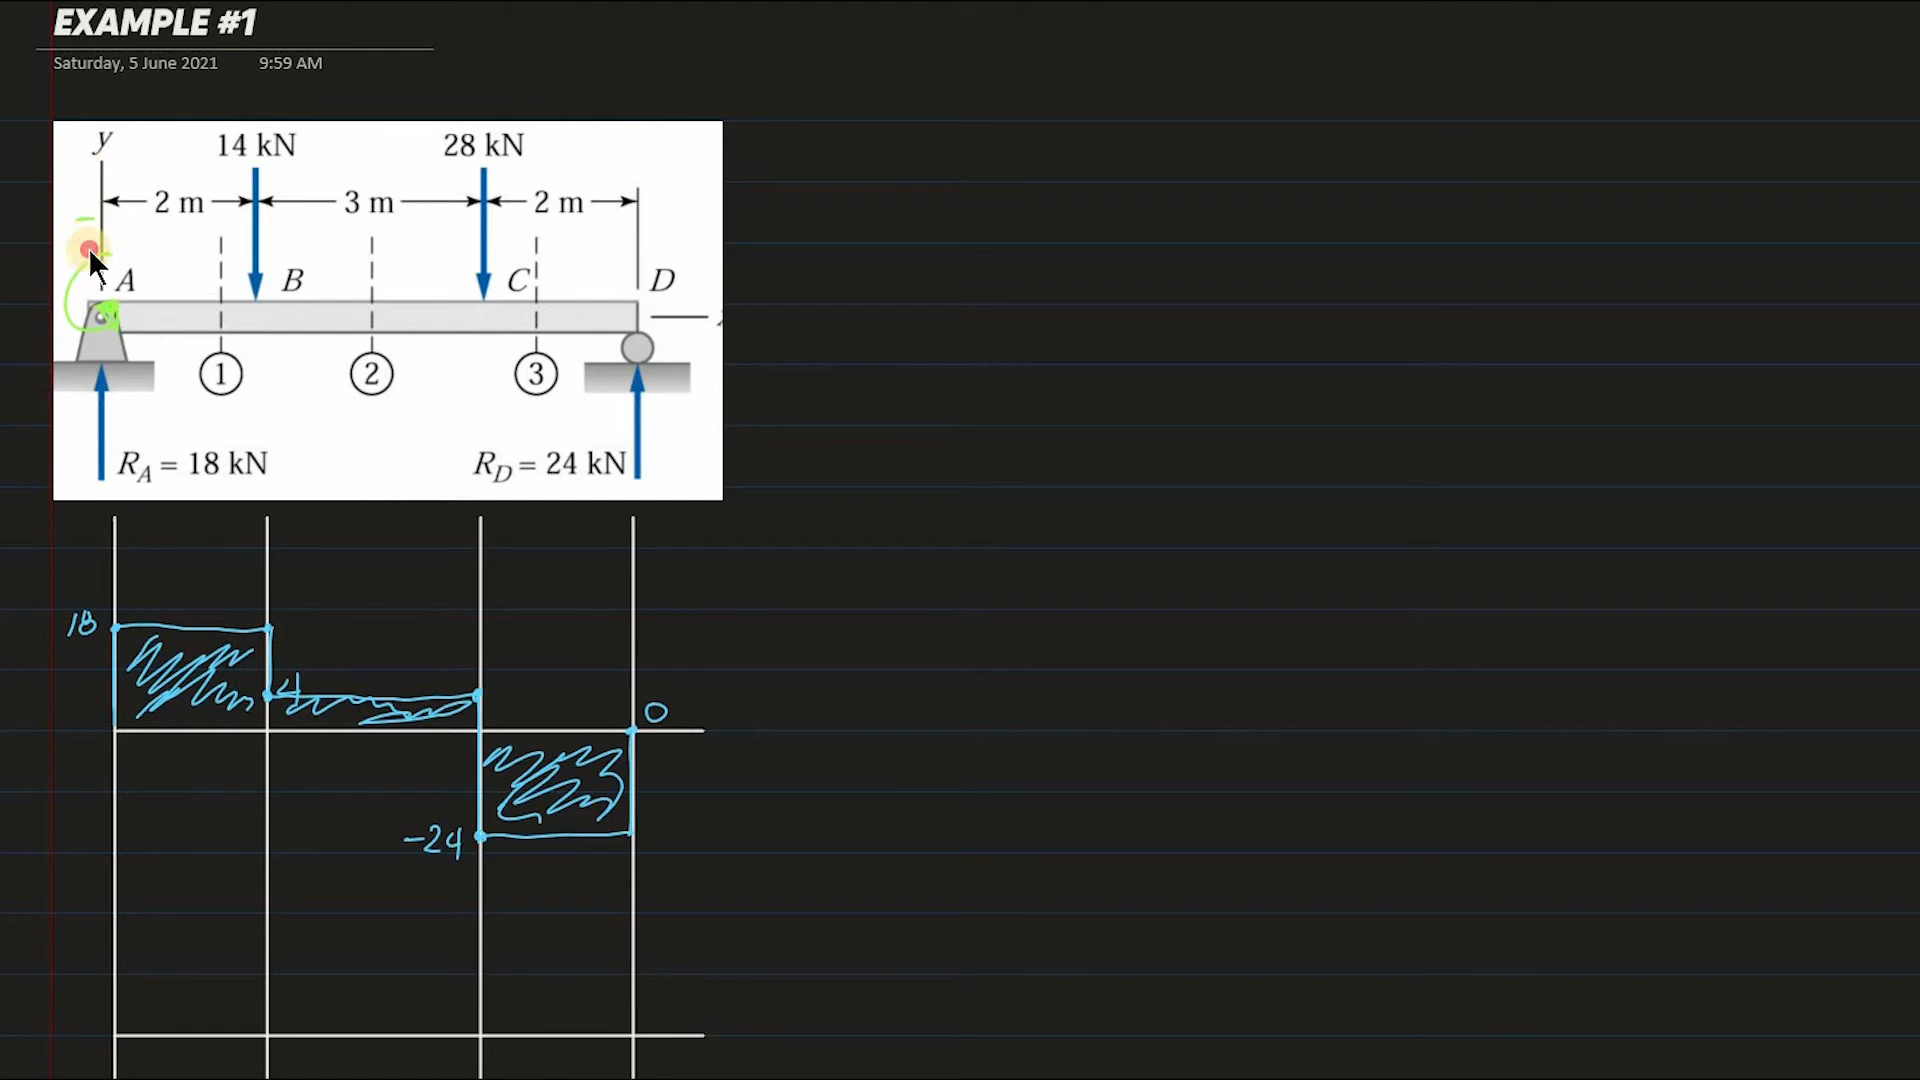 EXAMPLE #1
Saturday, 5 June 2021 9:59 AM
y
14 kN 28 kN
2 m 3 m 2 m
A B C D
1 2 3
R_A = 18 kN R_D = 24 kN
18
4
0
-24